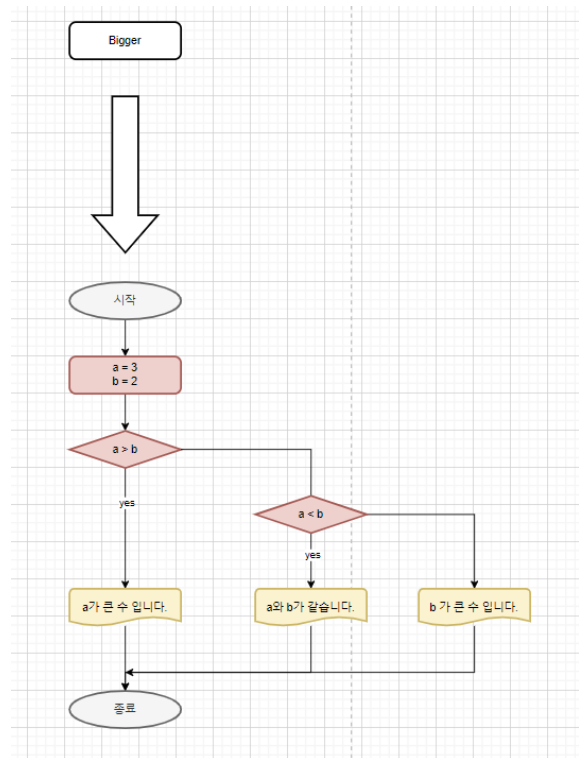 Bigger
시작
a = 3
b = 2
a > b
a < b
yes
yes
a가 큰 수 입니다.
a와 b가 같습니다.
b 가 큰 수 입니다.
종료